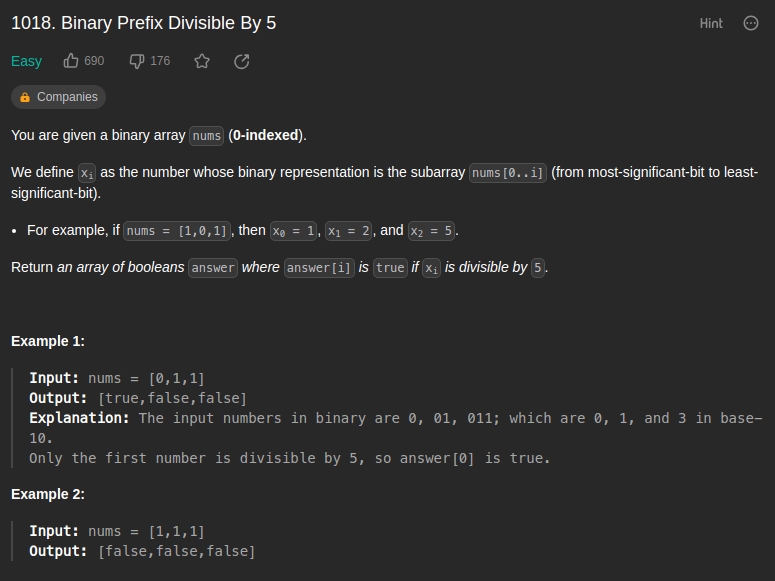 1018. Binary Prefix Divisible By 5
Hint
Easy 690 176
Companies
You are given a binary array nums (0-indexed).
We define xᵢ as the number whose binary representation is the subarray nums[0..i] (from most-significant-bit to least-
significant-bit).
• For example, if nums = [1,0,1], then x₀ = 1, x₁ = 2, and x₂ = 5.
Return an array of booleans answer where answer[i] is true if xᵢ is divisible by 5.
Example 1:
Input: nums = [0,1,1]
Output: [true,false,false]
Explanation: The input numbers in binary are 0, 01, 011; which are 0, 1, and 3 in base-
10.
Only the first number is divisible by 5, so answer[0] is true.
Example 2:
Input: nums = [1,1,1]
Output: [false,false,false]